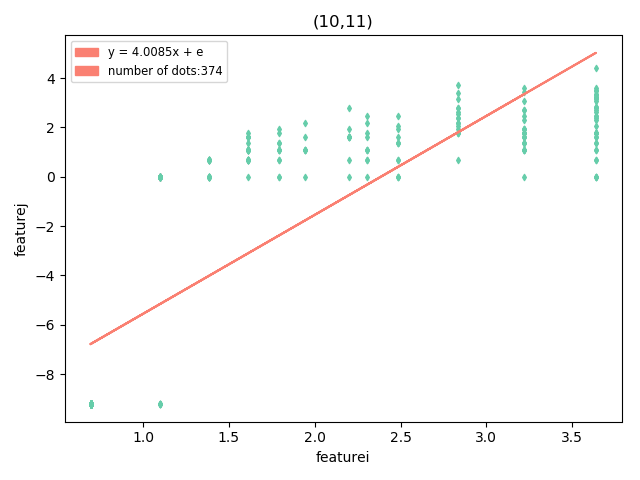 (10,11)
y = 4.0085x + e
number of dots:374
4
2
0
−2
−4
−6
−8
featurej
1.0 1.5 2.0 2.5 3.0 3.5
featurei